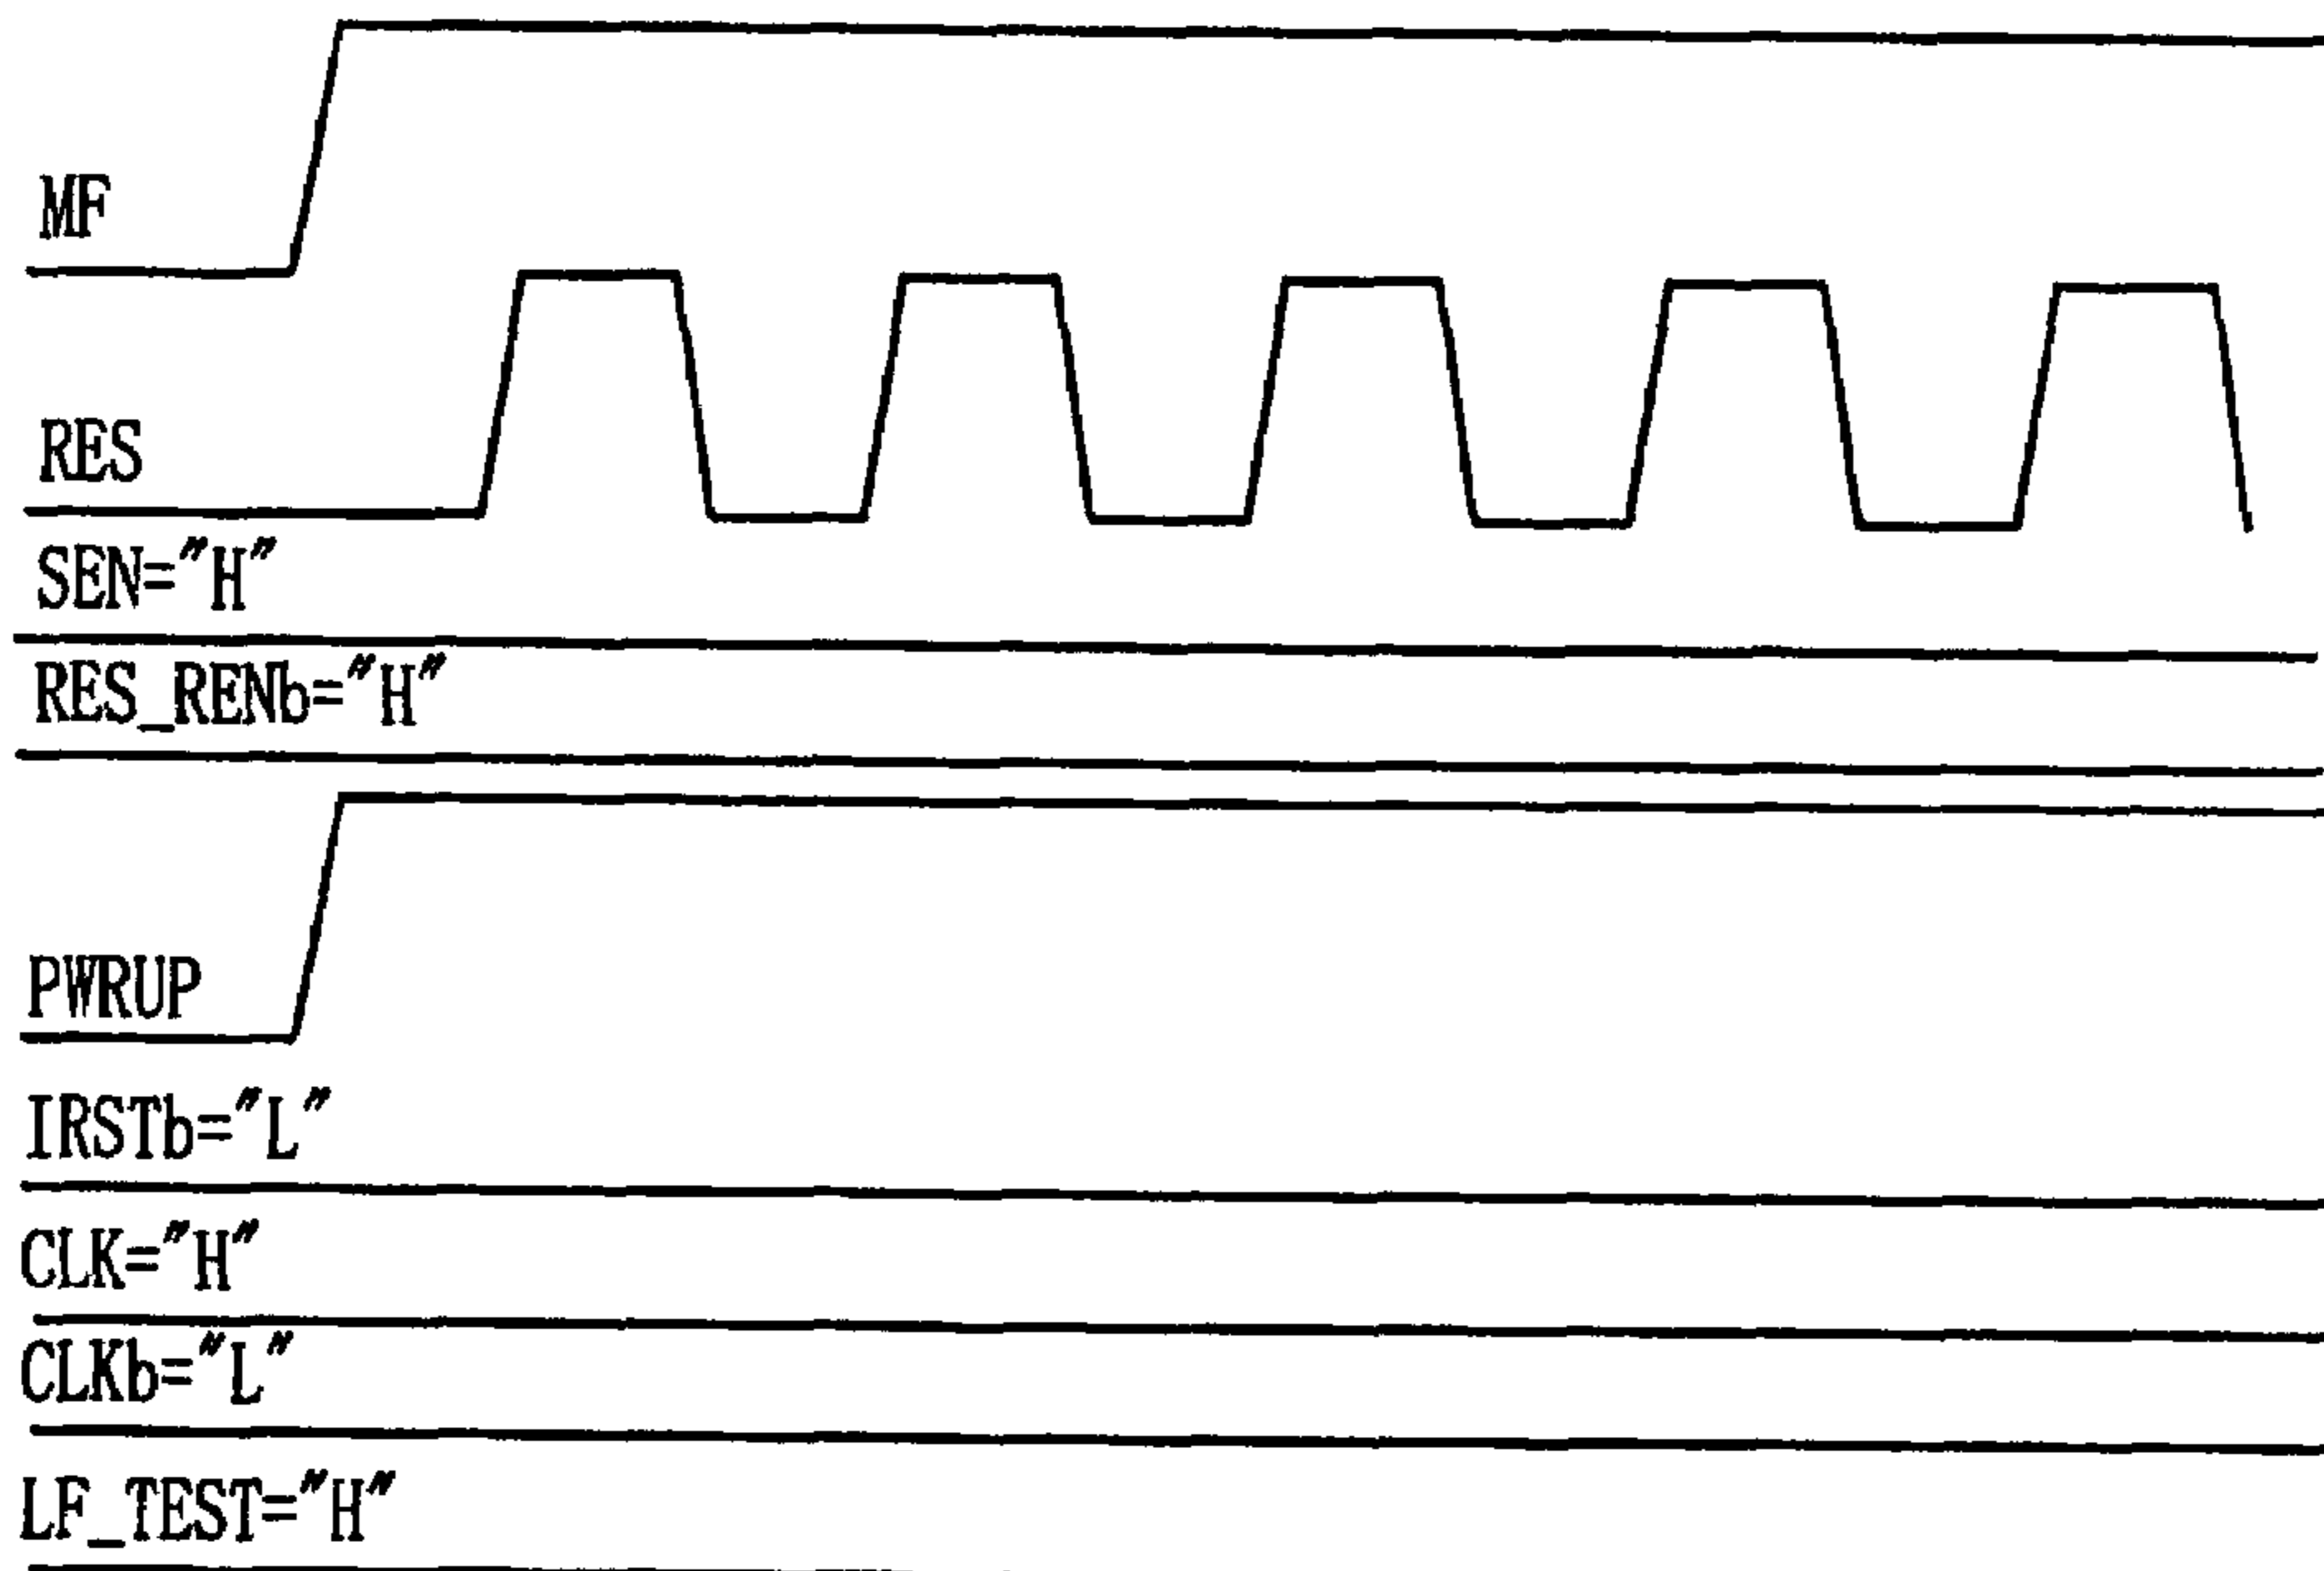 MF
RES
SEN="H"
RES_RENb="H"
PWRUP
IRSTb="L"
CLK="H"
CLKb="L"
LF_TEST="H"